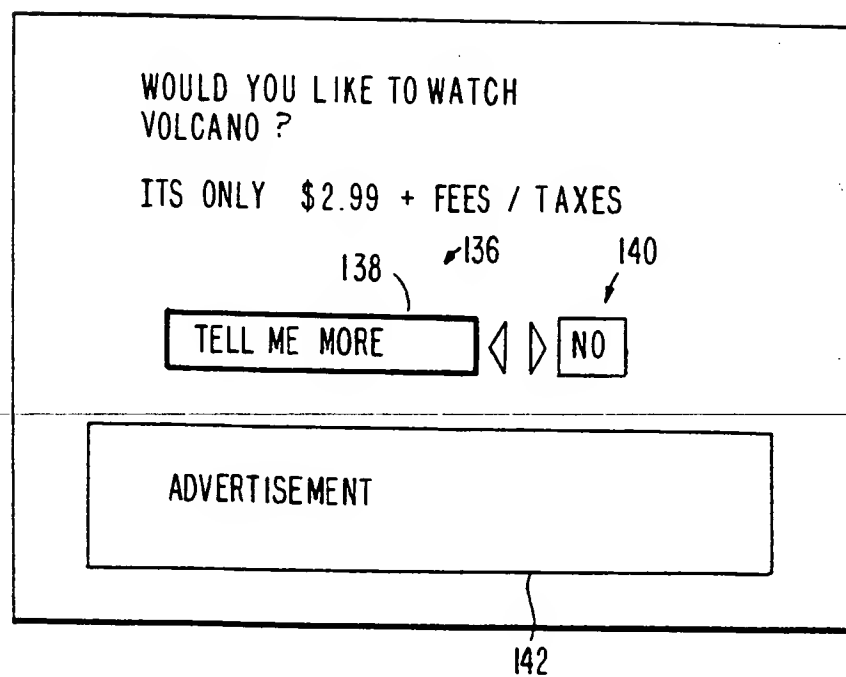 WOULD YOU LIKE TO WATCH
VOLCANO ?
ITS ONLY $2.99 + FEES / TAXES
138 136 140
TELL ME MORE NO
ADVERTISEMENT
142